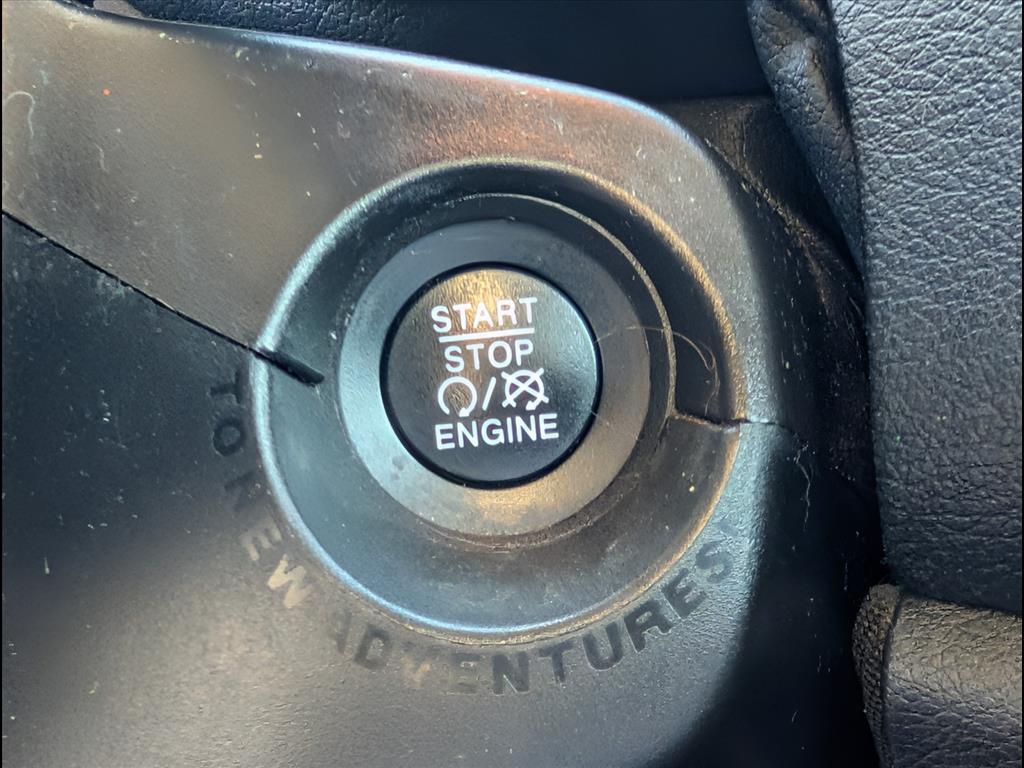 START
STOP
/
ENGINE
TO NEW ADVENTURES!